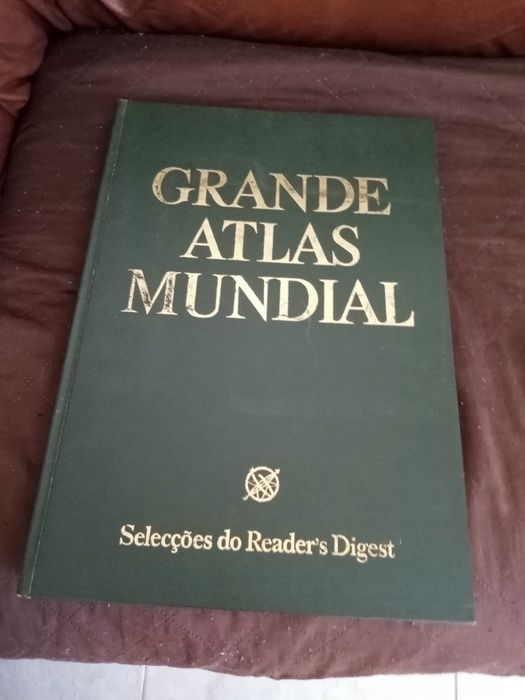 GRANDE
ATLAS
MUNDIAL
Selecções do Reader's Digest